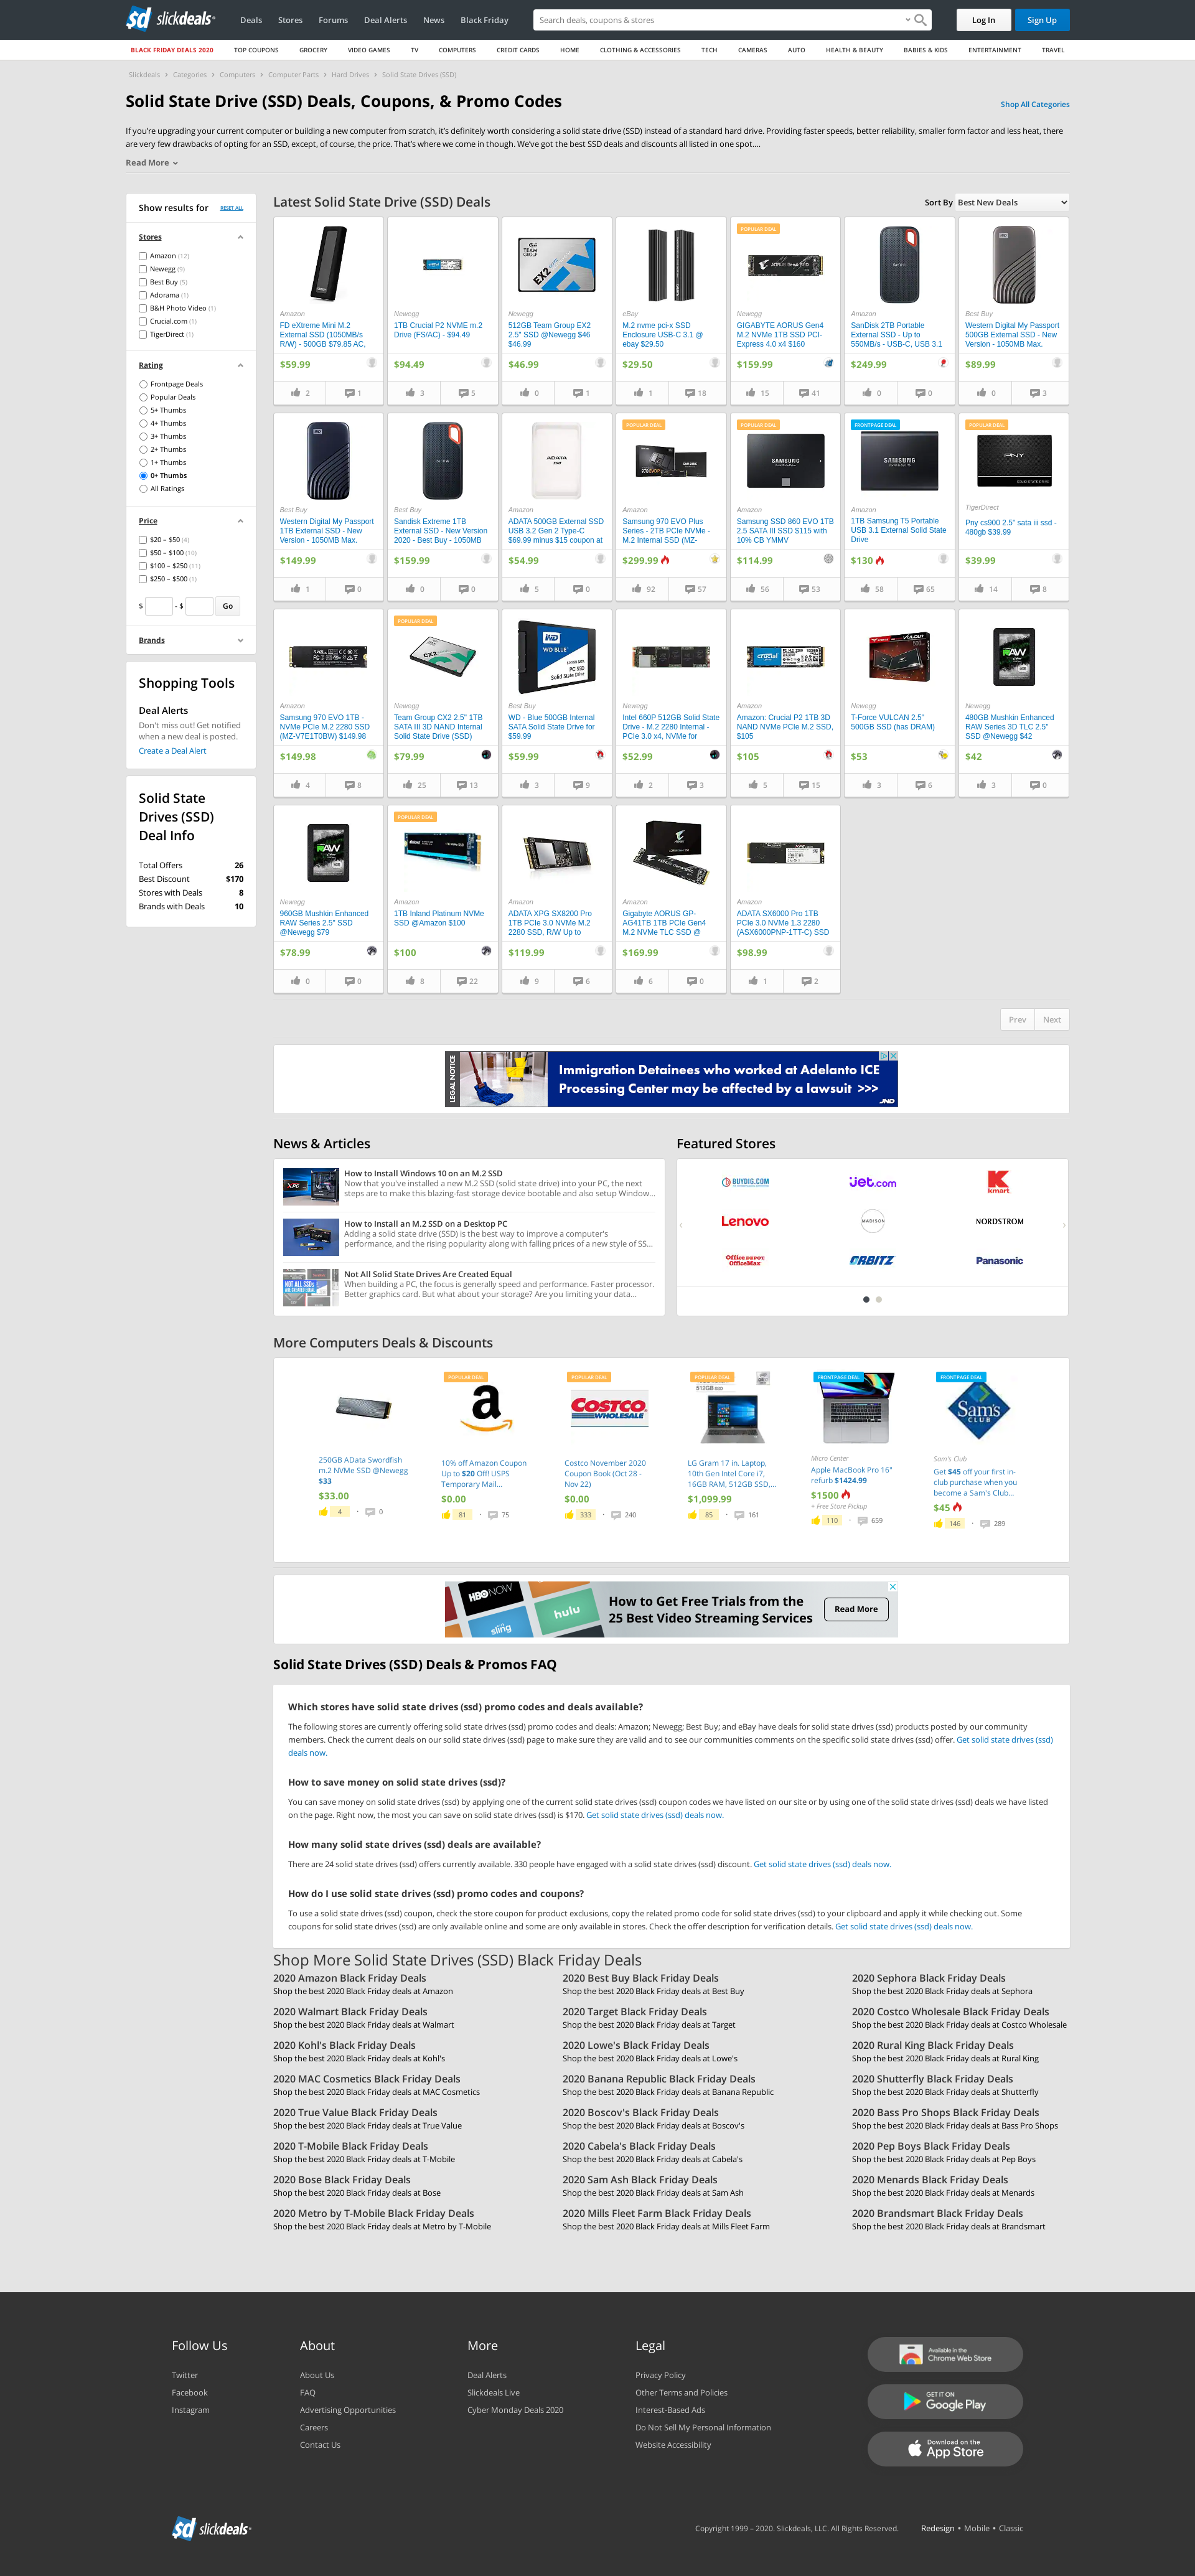 slickdeals
Deals Stores Forums Deal Alerts News Black Friday
Search deals, coupons & stores
Log In Sign Up
BLACK FRIDAY DEALS 2020 TOP COUPONS GROCERY VIDEO GAMES TV COMPUTERS CREDIT CARDS HOME CLOTHING & ACCESSORIES TECH CAMERAS AUTO HEALTH & BEAUTY BABIES & KIDS ENTERTAINMENT TRAVEL
Slickdeals > Categories > Computers > Computer Parts > Hard Drives > Solid State Drives (SSD)
Solid State Drive (SSD) Deals, Coupons, & Promo Codes
Shop All Categories
If you're upgrading your current computer or building a new computer from scratch, it's definitely worth considering a solid state drive (SSD) instead of a standard hard drive. Providing faster speeds, better reliability, smaller form factor and less heat, there
are very few drawbacks of opting for an SSD, except, of course, the price. That's where we come in though. We've got the best SSD deals and discounts all listed in one spot....
Read More
Show results for RESET ALL
Stores
Amazon (12)
Newegg (9)
Best Buy (5)
Adorama (1)
B&H Photo Video (1)
Crucial.com (1)
TigerDirect (1)
Rating
Frontpage Deals
Popular Deals
5+ Thumbs
4+ Thumbs
3+ Thumbs
2+ Thumbs
1+ Thumbs
0+ Thumbs
All Ratings
Price
$20 – $50 (4)
$50 – $100 (10)
$100 – $250 (11)
$250 – $500 (1)
$ - $ Go
Brands
Shopping Tools
Deal Alerts
Don't miss out! Get notified
when a new deal is posted.
Create a Deal Alert
Solid State
Drives (SSD)
Deal Info
Total Offers 26
Best Discount $170
Stores with Deals 8
Brands with Deals 10
Latest Solid State Drive (SSD) Deals
Sort By Best New Deals
Amazon
FD eXtreme Mini M.2
External SSD (1050MB/s
R/W) - 500GB $79.85 AC,
$59.99
2 1
Newegg
1TB Crucial P2 NVME m.2
Drive (FS/AC) - $94.49
$94.49
3 5
TEAM GROUP
EX2
Newegg
512GB Team Group EX2
2.5" SSD @Newegg $46
$46.99
$46.99
0 1
eBay
M.2 nvme pci-x SSD
Enclosure USB-C 3.1 @
ebay $29.50
$29.50
1 18
POPULAR DEAL
Newegg
GIGABYTE AORUS Gen4
M.2 NVMe 1TB SSD PCI-
Express 4.0 x4 $160
$159.99
15 41
Amazon
SanDisk 2TB Portable
External SSD - Up to
550MB/s - USB-C, USB 3.1
$249.99
0 0
Best Buy
Western Digital My Passport
500GB External SSD - New
Version - 1050MB Max.
$89.99
0 3
Best Buy
Western Digital My Passport
1TB External SSD - New
Version - 1050MB Max.
$149.99
1 0
Best Buy
Sandisk Extreme 1TB
External SSD - New Version
2020 - Best Buy - 1050MB
$159.99
0 0
ADATA
Amazon
ADATA 500GB External SSD
USB 3.2 Gen 2 Type-C
$69.99 minus $15 coupon at
$54.99
5 0
POPULAR DEAL
Amazon
Samsung 970 EVO Plus
Series - 2TB PCIe NVMe -
M.2 Internal SSD (MZ-
$299.99
92 57
POPULAR DEAL
SAMSUNG
Amazon
Samsung SSD 860 EVO 1TB
2.5 SATA III SSD $115 with
10% CB YMMV
$114.99
56 53
FRONTPAGE DEAL
SAMSUNG
Amazon
1TB Samsung T5 Portable
USB 3.1 External Solid State
Drive
$130
58 65
POPULAR DEAL
PNY
TigerDirect
Pny cs900 2.5" sata iii ssd -
480gb $39.99
$39.99
14 8
Amazon
Samsung 970 EVO 1TB -
NVMe PCIe M.2 2280 SSD
(MZ-V7E1T0BW) $149.98
$149.98
4 8
POPULAR DEAL
CX2
Newegg
Team Group CX2 2.5" 1TB
SATA III 3D NAND Internal
Solid State Drive (SSD)
$79.99
25 13
WD BLUE
Best Buy
WD - Blue 500GB Internal
SATA Solid State Drive for
$59.99
$59.99
3 9
Newegg
Intel 660P 512GB Solid State
Drive - M.2 2280 Internal -
PCIe 3.0 x4, NVMe for
$52.99
2 3
crucial
Amazon
Amazon: Crucial P2 1TB 3D
NAND NVMe PCIe M.2 SSD,
$105
$105
5 15
VULCAN
Newegg
T-Force VULCAN 2.5"
500GB SSD (has DRAM)
$53
3 6
RAW
Newegg
480GB Mushkin Enhanced
RAW Series 3D TLC 2.5"
SSD @Newegg $42
$42
3 0
RAW
Newegg
960GB Mushkin Enhanced
RAW Series 2.5" SSD
@Newegg $79
$78.99
0 0
POPULAR DEAL
Amazon
1TB Inland Platinum NVMe
SSD @Amazon $100
$100
8 22
Amazon
ADATA XPG SX8200 Pro
1TB PCIe 3.0 NVMe M.2
2280 SSD, R/W Up to
$119.99
9 6
Amazon
Gigabyte AORUS GP-
AG41TB 1TB PCIe Gen4
M.2 NVMe TLC SSD @
$169.99
6 0
Amazon
ADATA SX6000 Pro 1TB
PCIe 3.0 NVMe 1.3 2280
(ASX6000PNP-1TT-C) SSD
$98.99
1 2
Prev Next
LEGAL NOTICE
Immigration Detainees who worked at Adelanto ICE
Processing Center may be affected by a lawsuit >>>
JND
News & Articles
How to Install Windows 10 on an M.2 SSD
Now that you've installed a new M.2 SSD (solid state drive) into your PC, the next
steps are to make this blazing-fast storage device bootable and also setup Window...
How to Install an M.2 SSD on a Desktop PC
Adding a solid state drive (SSD) is the best way to improve a computer's
performance, and the rising popularity along with falling prices of a new style of SS...
Not All Solid State Drives Are Created Equal
When building a PC, the focus is generally speed and performance. Faster processor.
Better graphics card. But what about your storage? Are you limiting your data...
Featured Stores
BUYDIG.COM jet.com Kmart
Lenovo MADISON NORDSTROM
Office DEPOT OfficeMax ORBITZ Panasonic
More Computers Deals & Discounts
250GB AData Swordfish
m.2 NVMe SSD @Newegg
$33
$33.00
4 · 0
POPULAR DEAL
10% off Amazon Coupon
Up to $20 Off! USPS
Temporary Mail...
$0.00
81 · 75
POPULAR DEAL
COSTCO WHOLESALE
Costco November 2020
Coupon Book (Oct 28 -
Nov 22)
$0.00
333 · 240
POPULAR DEAL
512GB
LG Gram 17 in. Laptop,
10th Gen Intel Core i7,
16GB RAM, 512GB SSD,...
$1,099.99
85 · 161
FRONTPAGE DEAL
Micro Center
Apple MacBook Pro 16"
refurb $1424.99
$1500
+ Free Store Pickup
110 · 659
FRONTPAGE DEAL
Sam's CLUB
Sam's Club
Get $45 off your first in-
club purchase when you
become a Sam's Club...
$45
146 · 289
HBO NOW
hulu
sling
How to Get Free Trials from the
25 Best Video Streaming Services
Read More
Solid State Drives (SSD) Deals & Promos FAQ
Which stores have solid state drives (ssd) promo codes and deals available?
The following stores are currently offering solid state drives (ssd) promo codes and deals: Amazon; Newegg; Best Buy; and eBay have deals for solid state drives (ssd) products posted by our community
members. Check the current deals on our solid state drives (ssd) page to make sure they are valid and to see our communities comments on the specific solid state drives (ssd) offer. Get solid state drives (ssd)
deals now.
How to save money on solid state drives (ssd)?
You can save money on solid state drives (ssd) by applying one of the current solid state drives (ssd) coupon codes we have listed on our site or by using one of the solid state drives (ssd) deals we have listed
on the page. Right now, the most you can save on solid state drives (ssd) is $170. Get solid state drives (ssd) deals now.
How many solid state drives (ssd) deals are available?
There are 24 solid state drives (ssd) offers currently available. 330 people have engaged with a solid state drives (ssd) discount. Get solid state drives (ssd) deals now.
How do I use solid state drives (ssd) promo codes and coupons?
To use a solid state drives (ssd) coupon, check the store coupon for product exclusions, copy the related promo code for solid state drives (ssd) to your clipboard and apply it while checking out. Some
coupons for solid state drives (ssd) are only available online and some are only available in stores. Check the offer description for verification details. Get solid state drives (ssd) deals now.
Shop More Solid State Drives (SSD) Black Friday Deals
2020 Amazon Black Friday Deals 2020 Best Buy Black Friday Deals 2020 Sephora Black Friday Deals
Shop the best 2020 Black Friday deals at Amazon Shop the best 2020 Black Friday deals at Best Buy Shop the best 2020 Black Friday deals at Sephora
2020 Walmart Black Friday Deals 2020 Target Black Friday Deals 2020 Costco Wholesale Black Friday Deals
Shop the best 2020 Black Friday deals at Walmart Shop the best 2020 Black Friday deals at Target Shop the best 2020 Black Friday deals at Costco Wholesale
2020 Kohl's Black Friday Deals 2020 Lowe's Black Friday Deals 2020 Rural King Black Friday Deals
Shop the best 2020 Black Friday deals at Kohl's Shop the best 2020 Black Friday deals at Lowe's Shop the best 2020 Black Friday deals at Rural King
2020 MAC Cosmetics Black Friday Deals 2020 Banana Republic Black Friday Deals 2020 Shutterfly Black Friday Deals
Shop the best 2020 Black Friday deals at MAC Cosmetics Shop the best 2020 Black Friday deals at Banana Republic Shop the best 2020 Black Friday deals at Shutterfly
2020 True Value Black Friday Deals 2020 Boscov's Black Friday Deals 2020 Bass Pro Shops Black Friday Deals
Shop the best 2020 Black Friday deals at True Value Shop the best 2020 Black Friday deals at Boscov's Shop the best 2020 Black Friday deals at Bass Pro Shops
2020 T-Mobile Black Friday Deals 2020 Cabela's Black Friday Deals 2020 Pep Boys Black Friday Deals
Shop the best 2020 Black Friday deals at T-Mobile Shop the best 2020 Black Friday deals at Cabela's Shop the best 2020 Black Friday deals at Pep Boys
2020 Bose Black Friday Deals 2020 Sam Ash Black Friday Deals 2020 Menards Black Friday Deals
Shop the best 2020 Black Friday deals at Bose Shop the best 2020 Black Friday deals at Sam Ash Shop the best 2020 Black Friday deals at Menards
2020 Metro by T-Mobile Black Friday Deals 2020 Mills Fleet Farm Black Friday Deals 2020 Brandsmart Black Friday Deals
Shop the best 2020 Black Friday deals at Metro by T-Mobile Shop the best 2020 Black Friday deals at Mills Fleet Farm Shop the best 2020 Black Friday deals at Brandsmart
Follow Us
Twitter
Facebook
Instagram
About
About Us
FAQ
Advertising Opportunities
Careers
Contact Us
More
Deal Alerts
Slickdeals Live
Cyber Monday Deals 2020
Legal
Privacy Policy
Other Terms and Policies
Interest-Based Ads
Do Not Sell My Personal Information
Website Accessibility
Available in the
Chrome Web Store
GET IT ON
Google Play
Download on the
App Store
slickdeals
Copyright 1999 – 2020. Slickdeals, LLC. All Rights Reserved. Redesign • Mobile • Classic